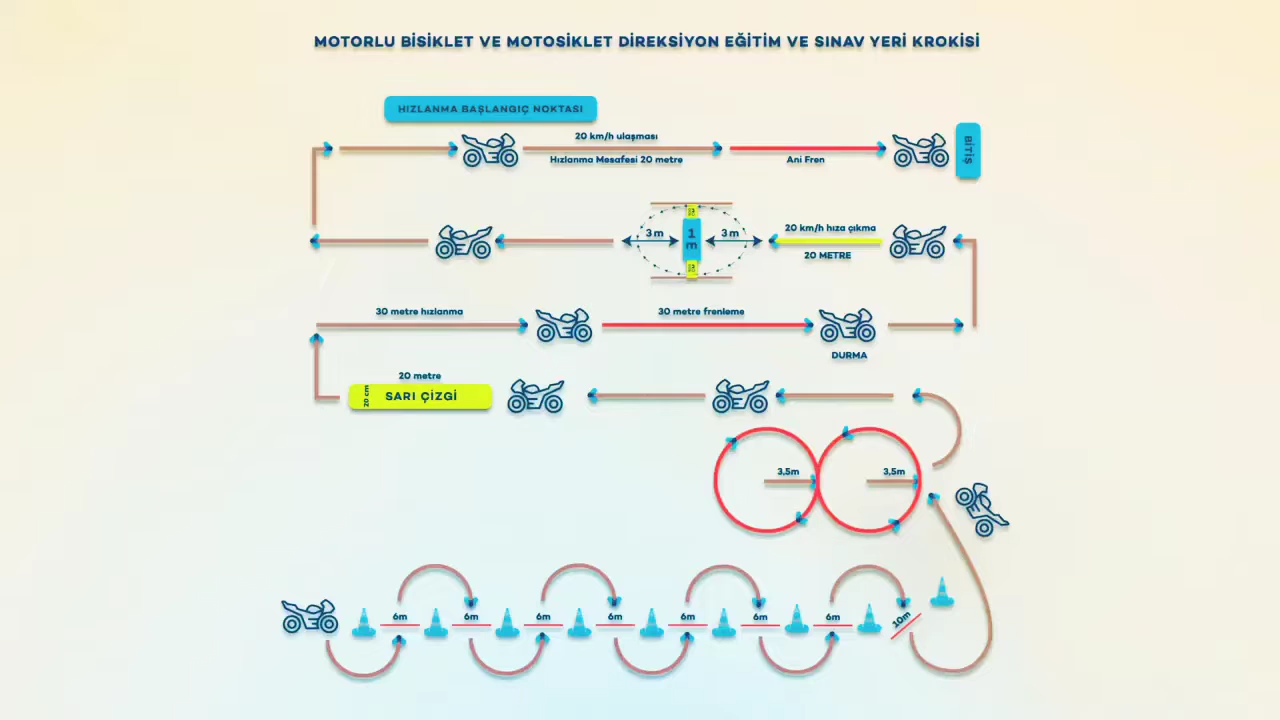 MOTORLU BİSİKLET VE MOTOSİKLET DİREKSİYON EĞİTİM VE SINAV YERİ KROKİSİ
HIZLANMA BAŞLANGIÇ NOKTASI
20 km/h ulaşması
Hızlanma Mesafesi 20 metre
Ani Fren
BİTİŞ
3 m
1 m
3 m
20 km/h hıza çıkma
20 METRE
30 metre hızlanma
30 metre frenleme
DURMA
20 metre
20 cm
SARI ÇİZGİ
3,5m
3,5m
6m
6m
6m
6m
6m
6m
6m
10m